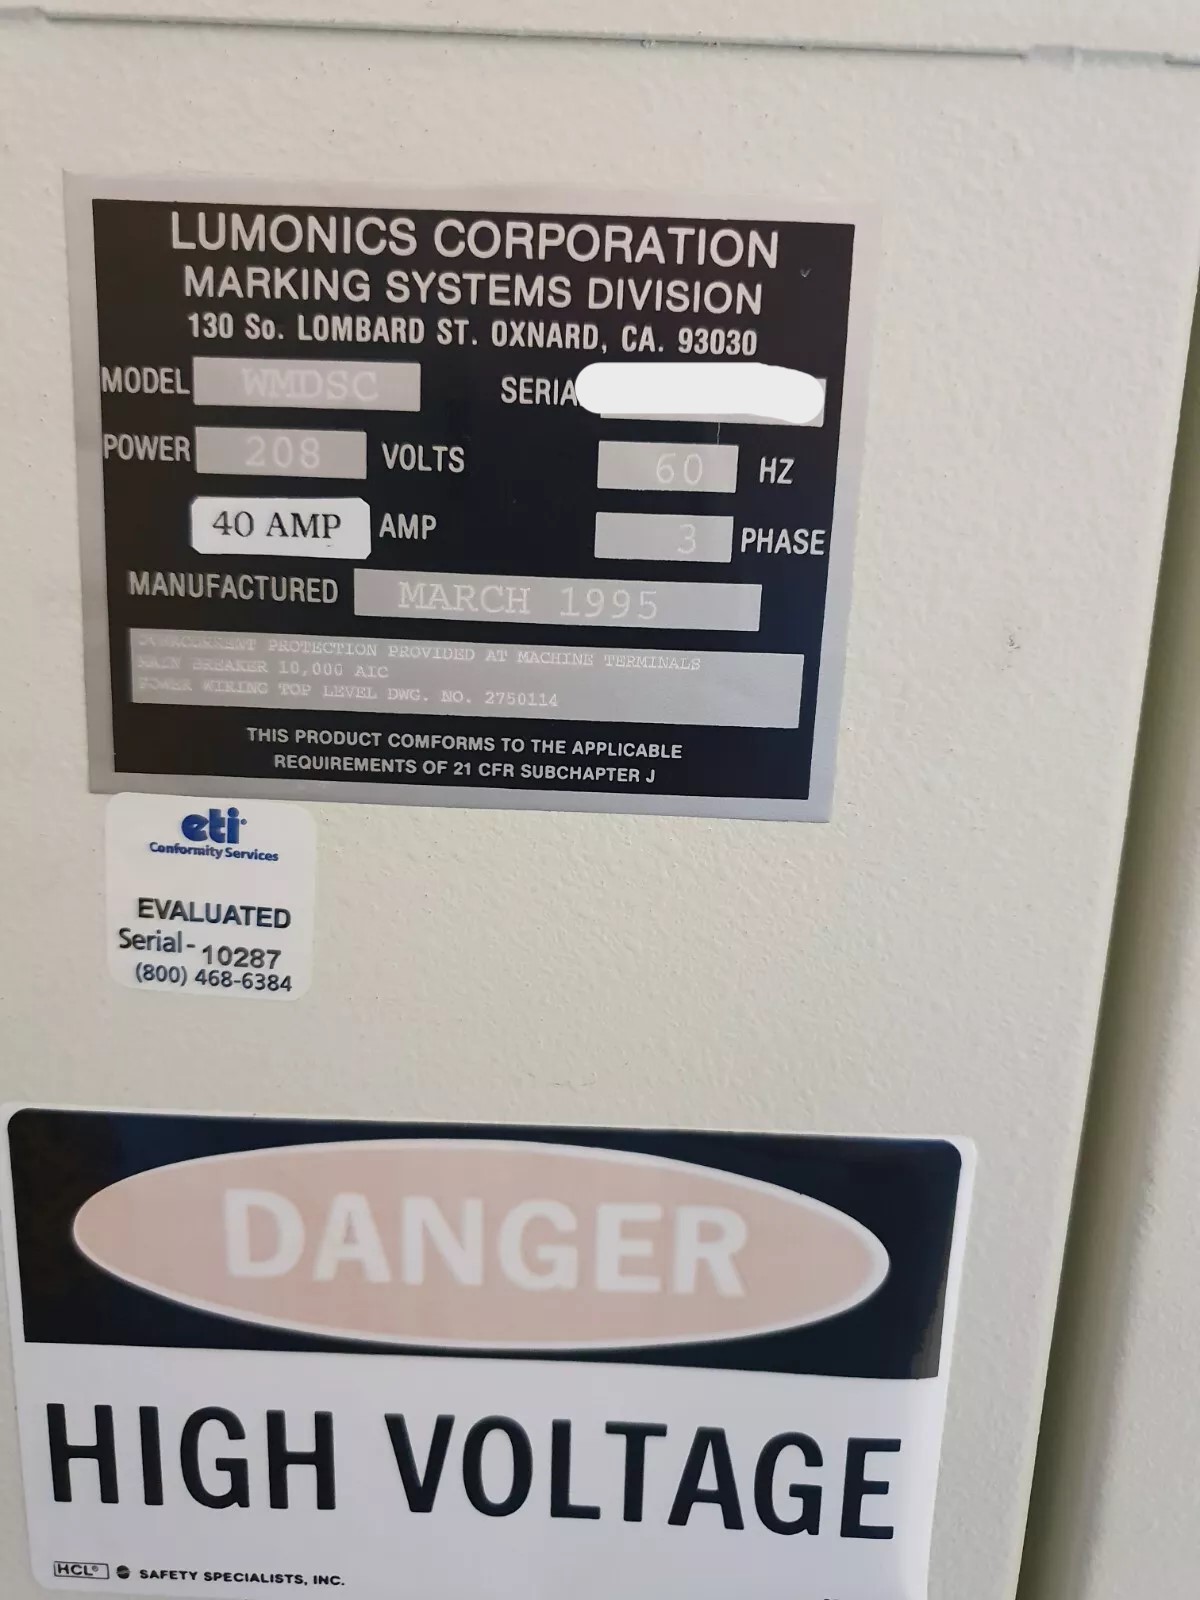 LUMONICS CORPORATION
MARKING SYSTEMS DIVISION
130 So. LOMBARD ST. OXNARD, CA. 93030
MODEL WMDSC SERIA
POWER 208 VOLTS 60 HZ
40 AMP AMP 3 PHASE
MANUFACTURED MARCH 1995
OVERCURRENT PROTECTION PROVIDED AT MACHINE TERMINALS
MAIN BREAKER 10,000 AIC
POWER WIRING TOP LEVEL DWG. NO. 2750114
THIS PRODUCT COMFORMS TO THE APPLICABLE
REQUIREMENTS OF 21 CFR SUBCHAPTER J
eti
Conformity Services
EVALUATED
Serial- 10287
(800) 468-6384
DANGER
HIGH VOLTAGE
HCL® SAFETY SPECIALISTS, INC.